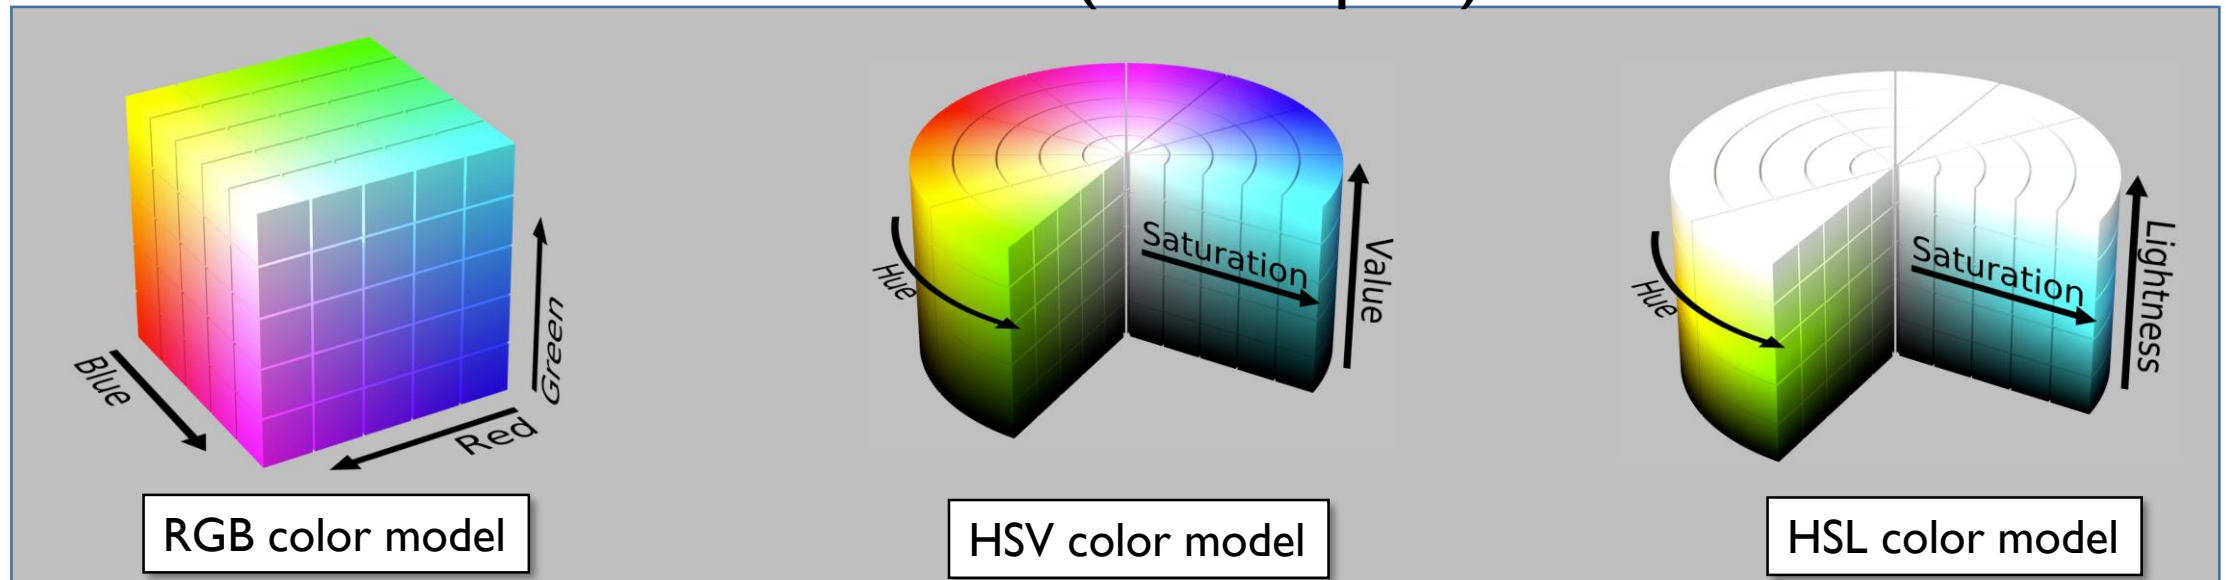 Blue
Red
Green
RGB color model
Hue
Saturation
Value
HSV color model
Hue
Saturation
Lightness
HSL color model